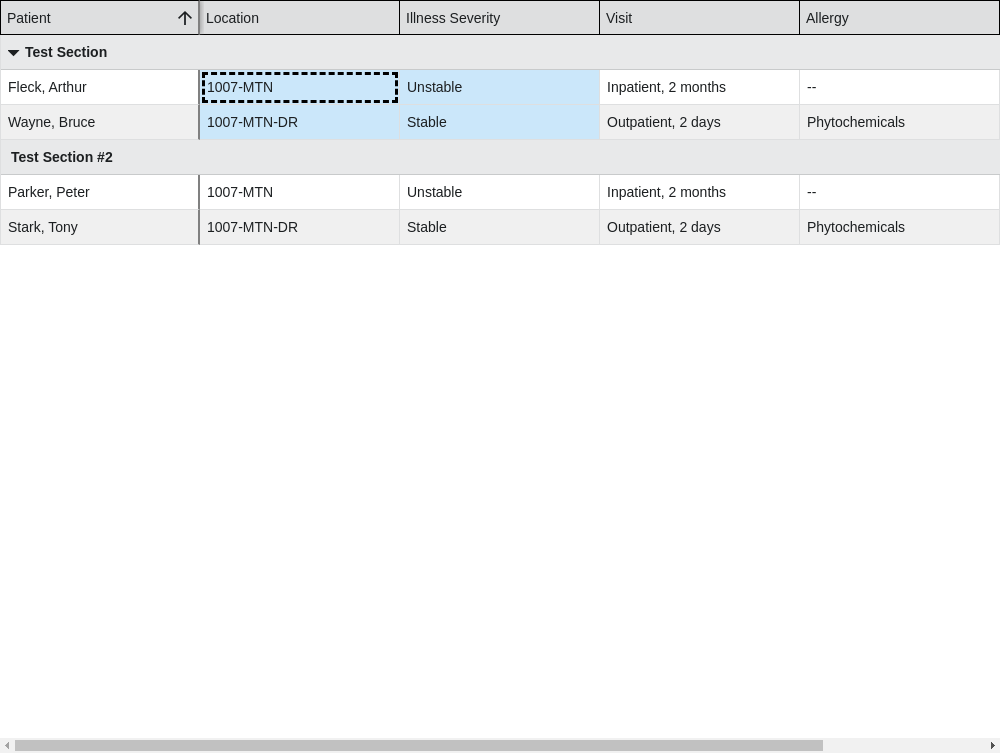 Patient Location Illness Severity Visit Allergy
Test Section
Fleck, Arthur 1007-MTN Unstable Inpatient, 2 months --
Wayne, Bruce 1007-MTN-DR Stable Outpatient, 2 days Phytochemicals
Test Section #2
Parker, Peter 1007-MTN Unstable Inpatient, 2 months --
Stark, Tony 1007-MTN-DR Stable Outpatient, 2 days Phytochemicals